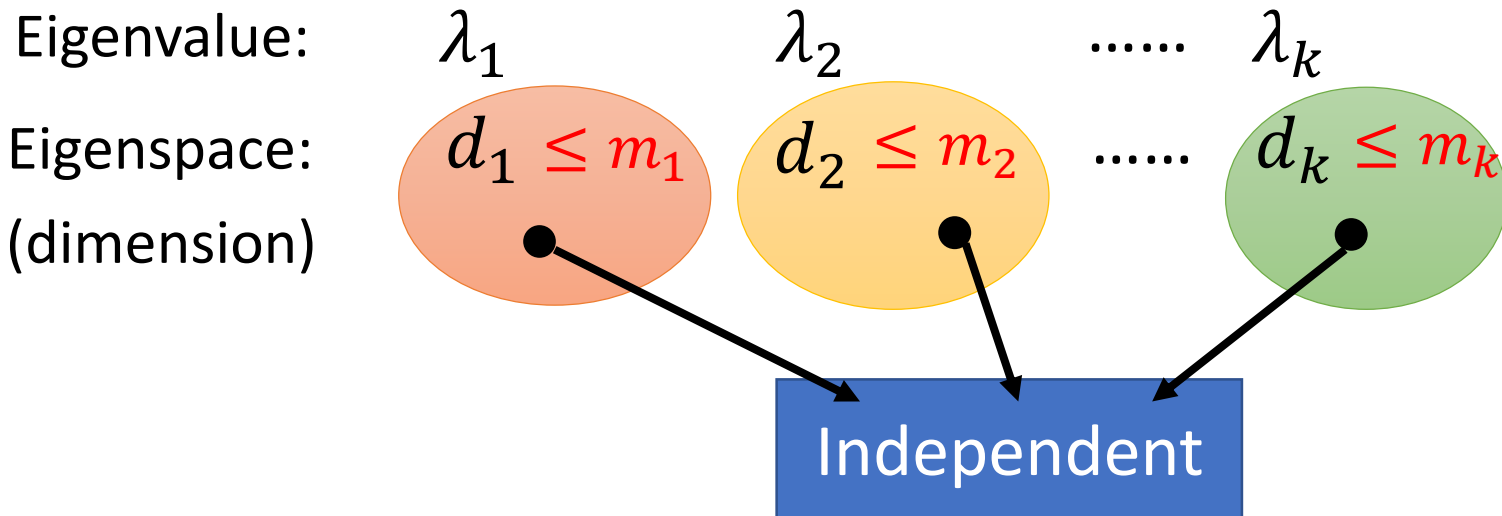 Eigenvalue: λ₁ λ₂ ...... λₖ
Eigenspace: d₁ ≤ m₁ d₂ ≤ m₂ ...... dₖ ≤ mₖ
(dimension)
Independent